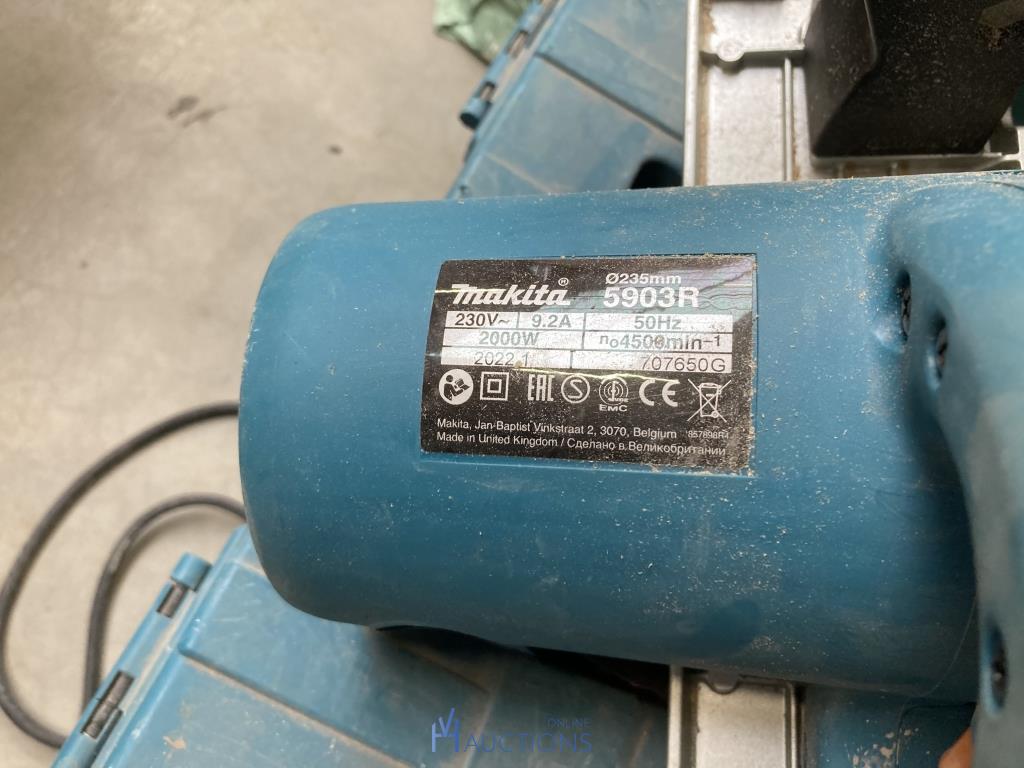 makita® Ø235mm
5903R
230V~ 9.2A 50Hz
2000W n₀4500min⁻¹
2022.1 707650G
EAC S EMC CE
Makita, Jan-Baptist Vinkstraat 2, 3070, Belgium
Made in United Kingdom / Сделано в Великобритании
VH ONLINE
AUCTIONS